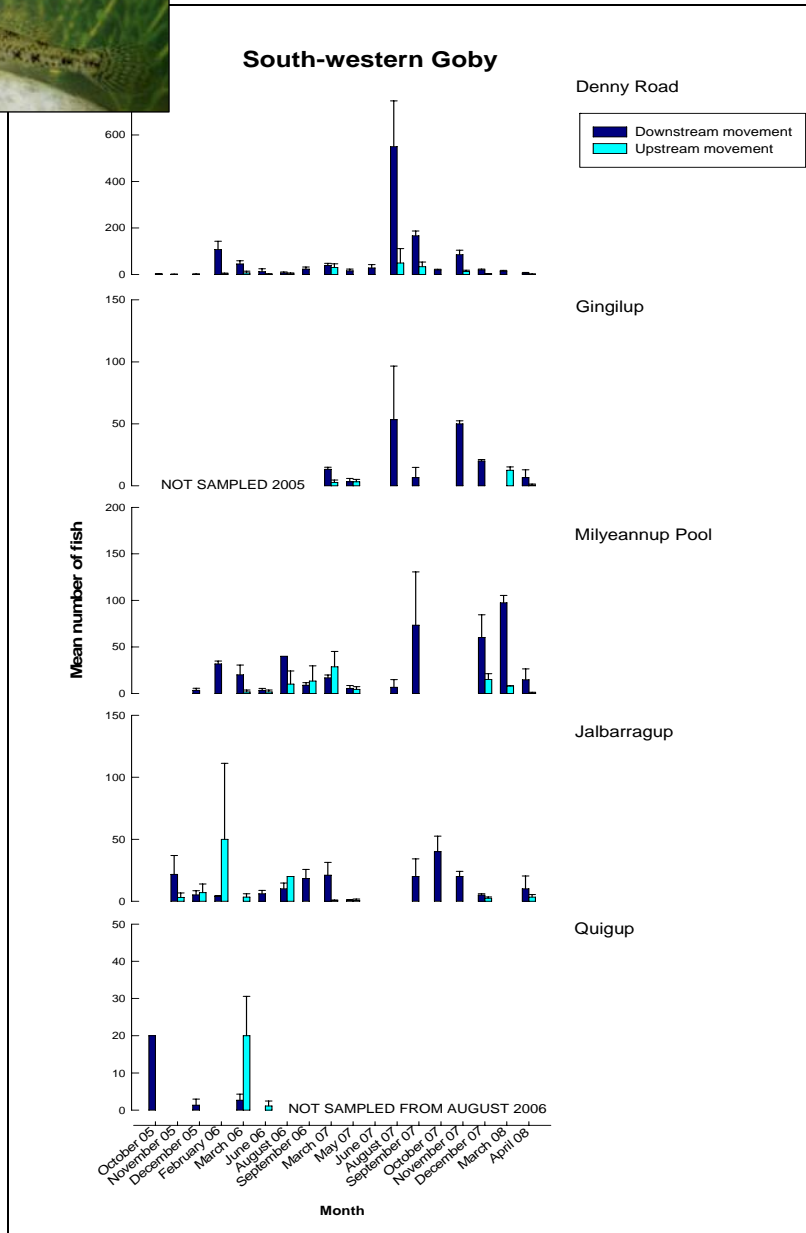 South-western Goby
Denny Road
Downstream movement
Upstream movement
600
400
200
0
Gingilup
150
100
50
0
NOT SAMPLED 2005
Milyeannup Pool
200
150
100
50
0
Mean number of fish
Jalbarragup
150
100
50
0
Quigup
50
40
30
20
10
0
NOT SAMPLED FROM AUGUST 2006
October 05
November 05
December 05
February 06
March 06
June 06
August 06
September 06
March 07
May 07
June 07
August 07
September 07
October 07
November 07
December 07
March 08
April 08
Month